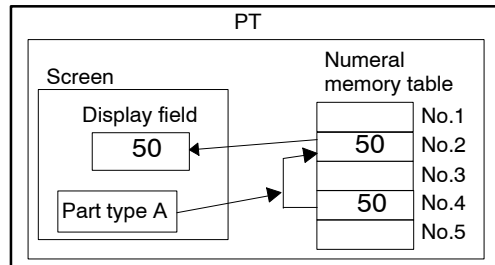 PT
Screen
Numeral
memory table
Display field
50
Part type A
No.1
50 No.2
No.3
50 No.4
No.5